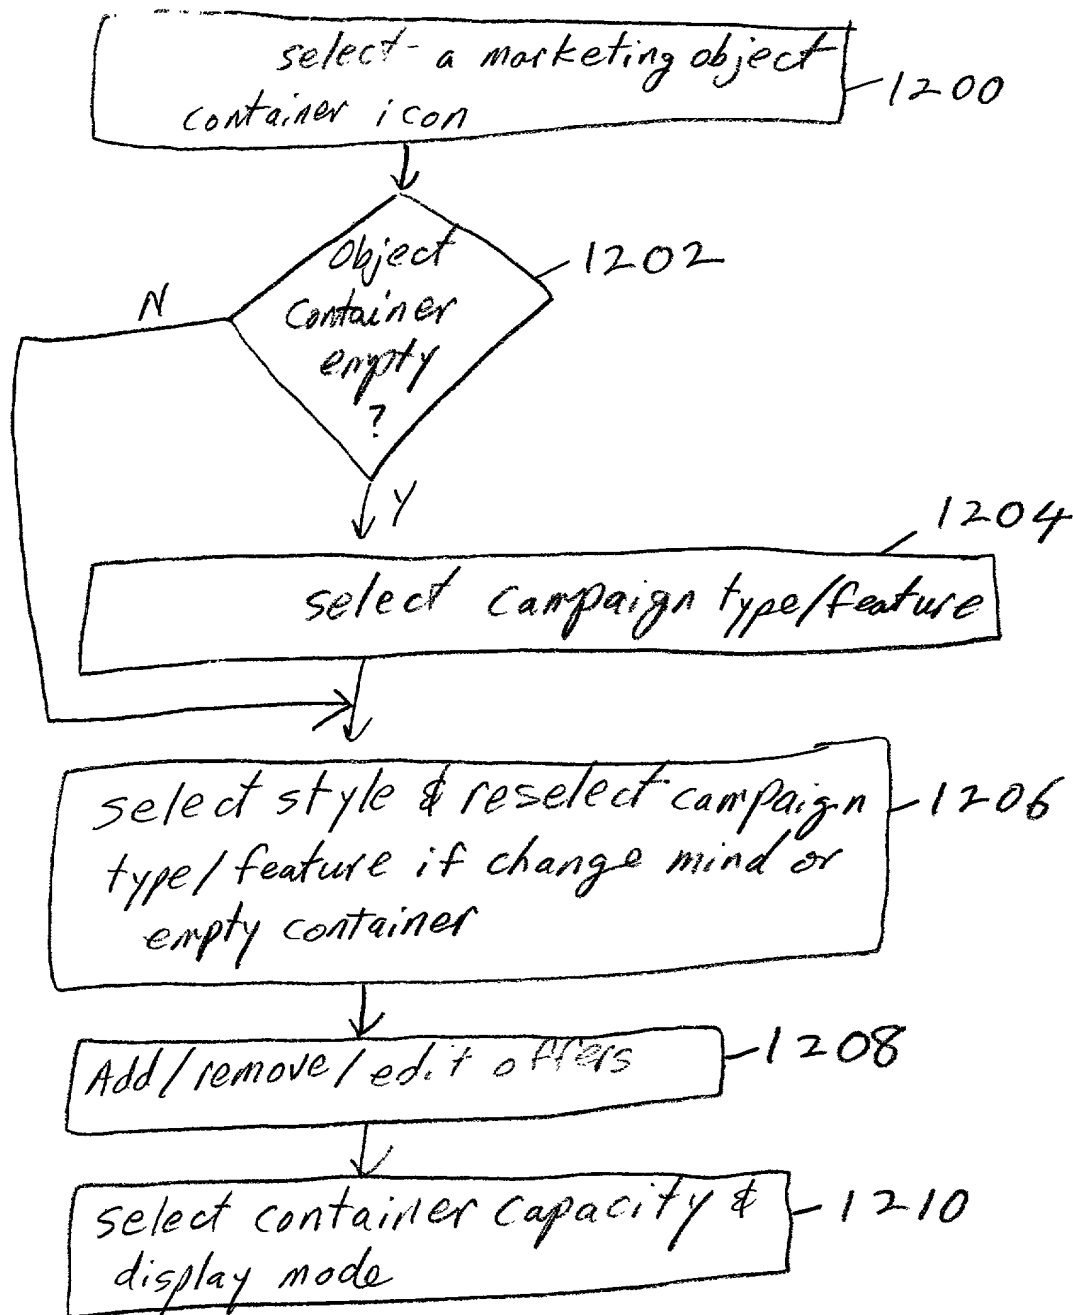 select a marketing object
container icon
1200
Object
Container
empty
?
1202
N
Y
1204
select campaign type/feature
select style & reselect campaign
type/feature if change mind or
empty container
1206
Add/remove/edit offers
1208
select container capacity &
display mode
1210